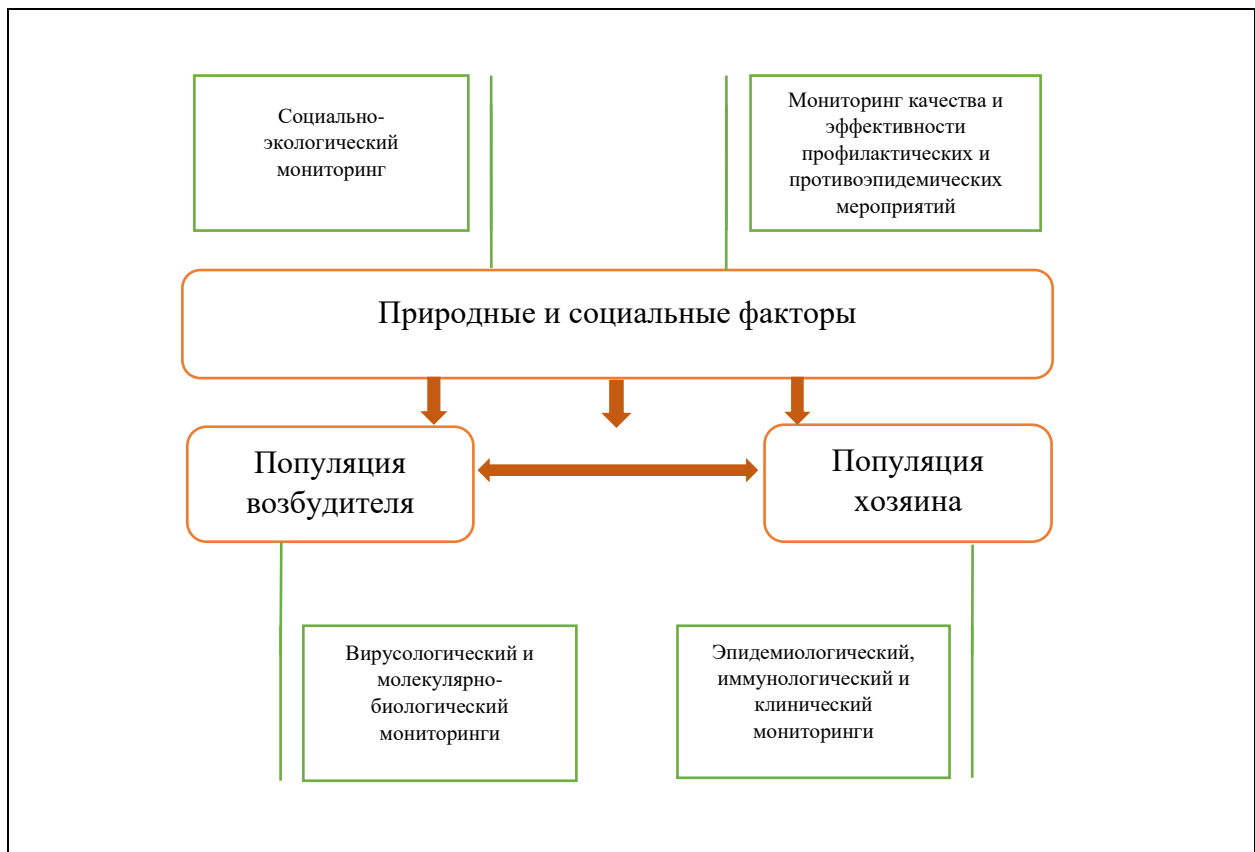 Социально-
экологический
мониторинг
Мониторинг качества и
эффективности
профилактических и
противоэпидемических
мероприятий
Природные и социальные факторы
Популяция
возбудителя
Популяция
хозяина
Вирусологический и
молекулярно-
биологический
мониторинги
Эпидемиологический,
иммунологический и
клинический
мониторинги